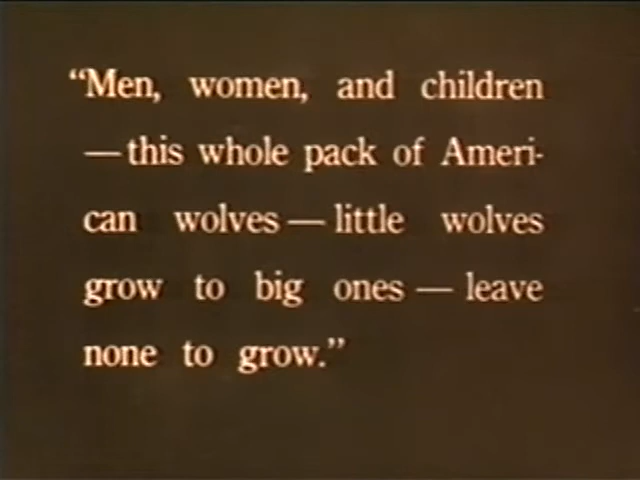 “Men, women, and children
—this whole pack of Ameri-
can wolves—little wolves
grow to big ones—leave
none to grow.”